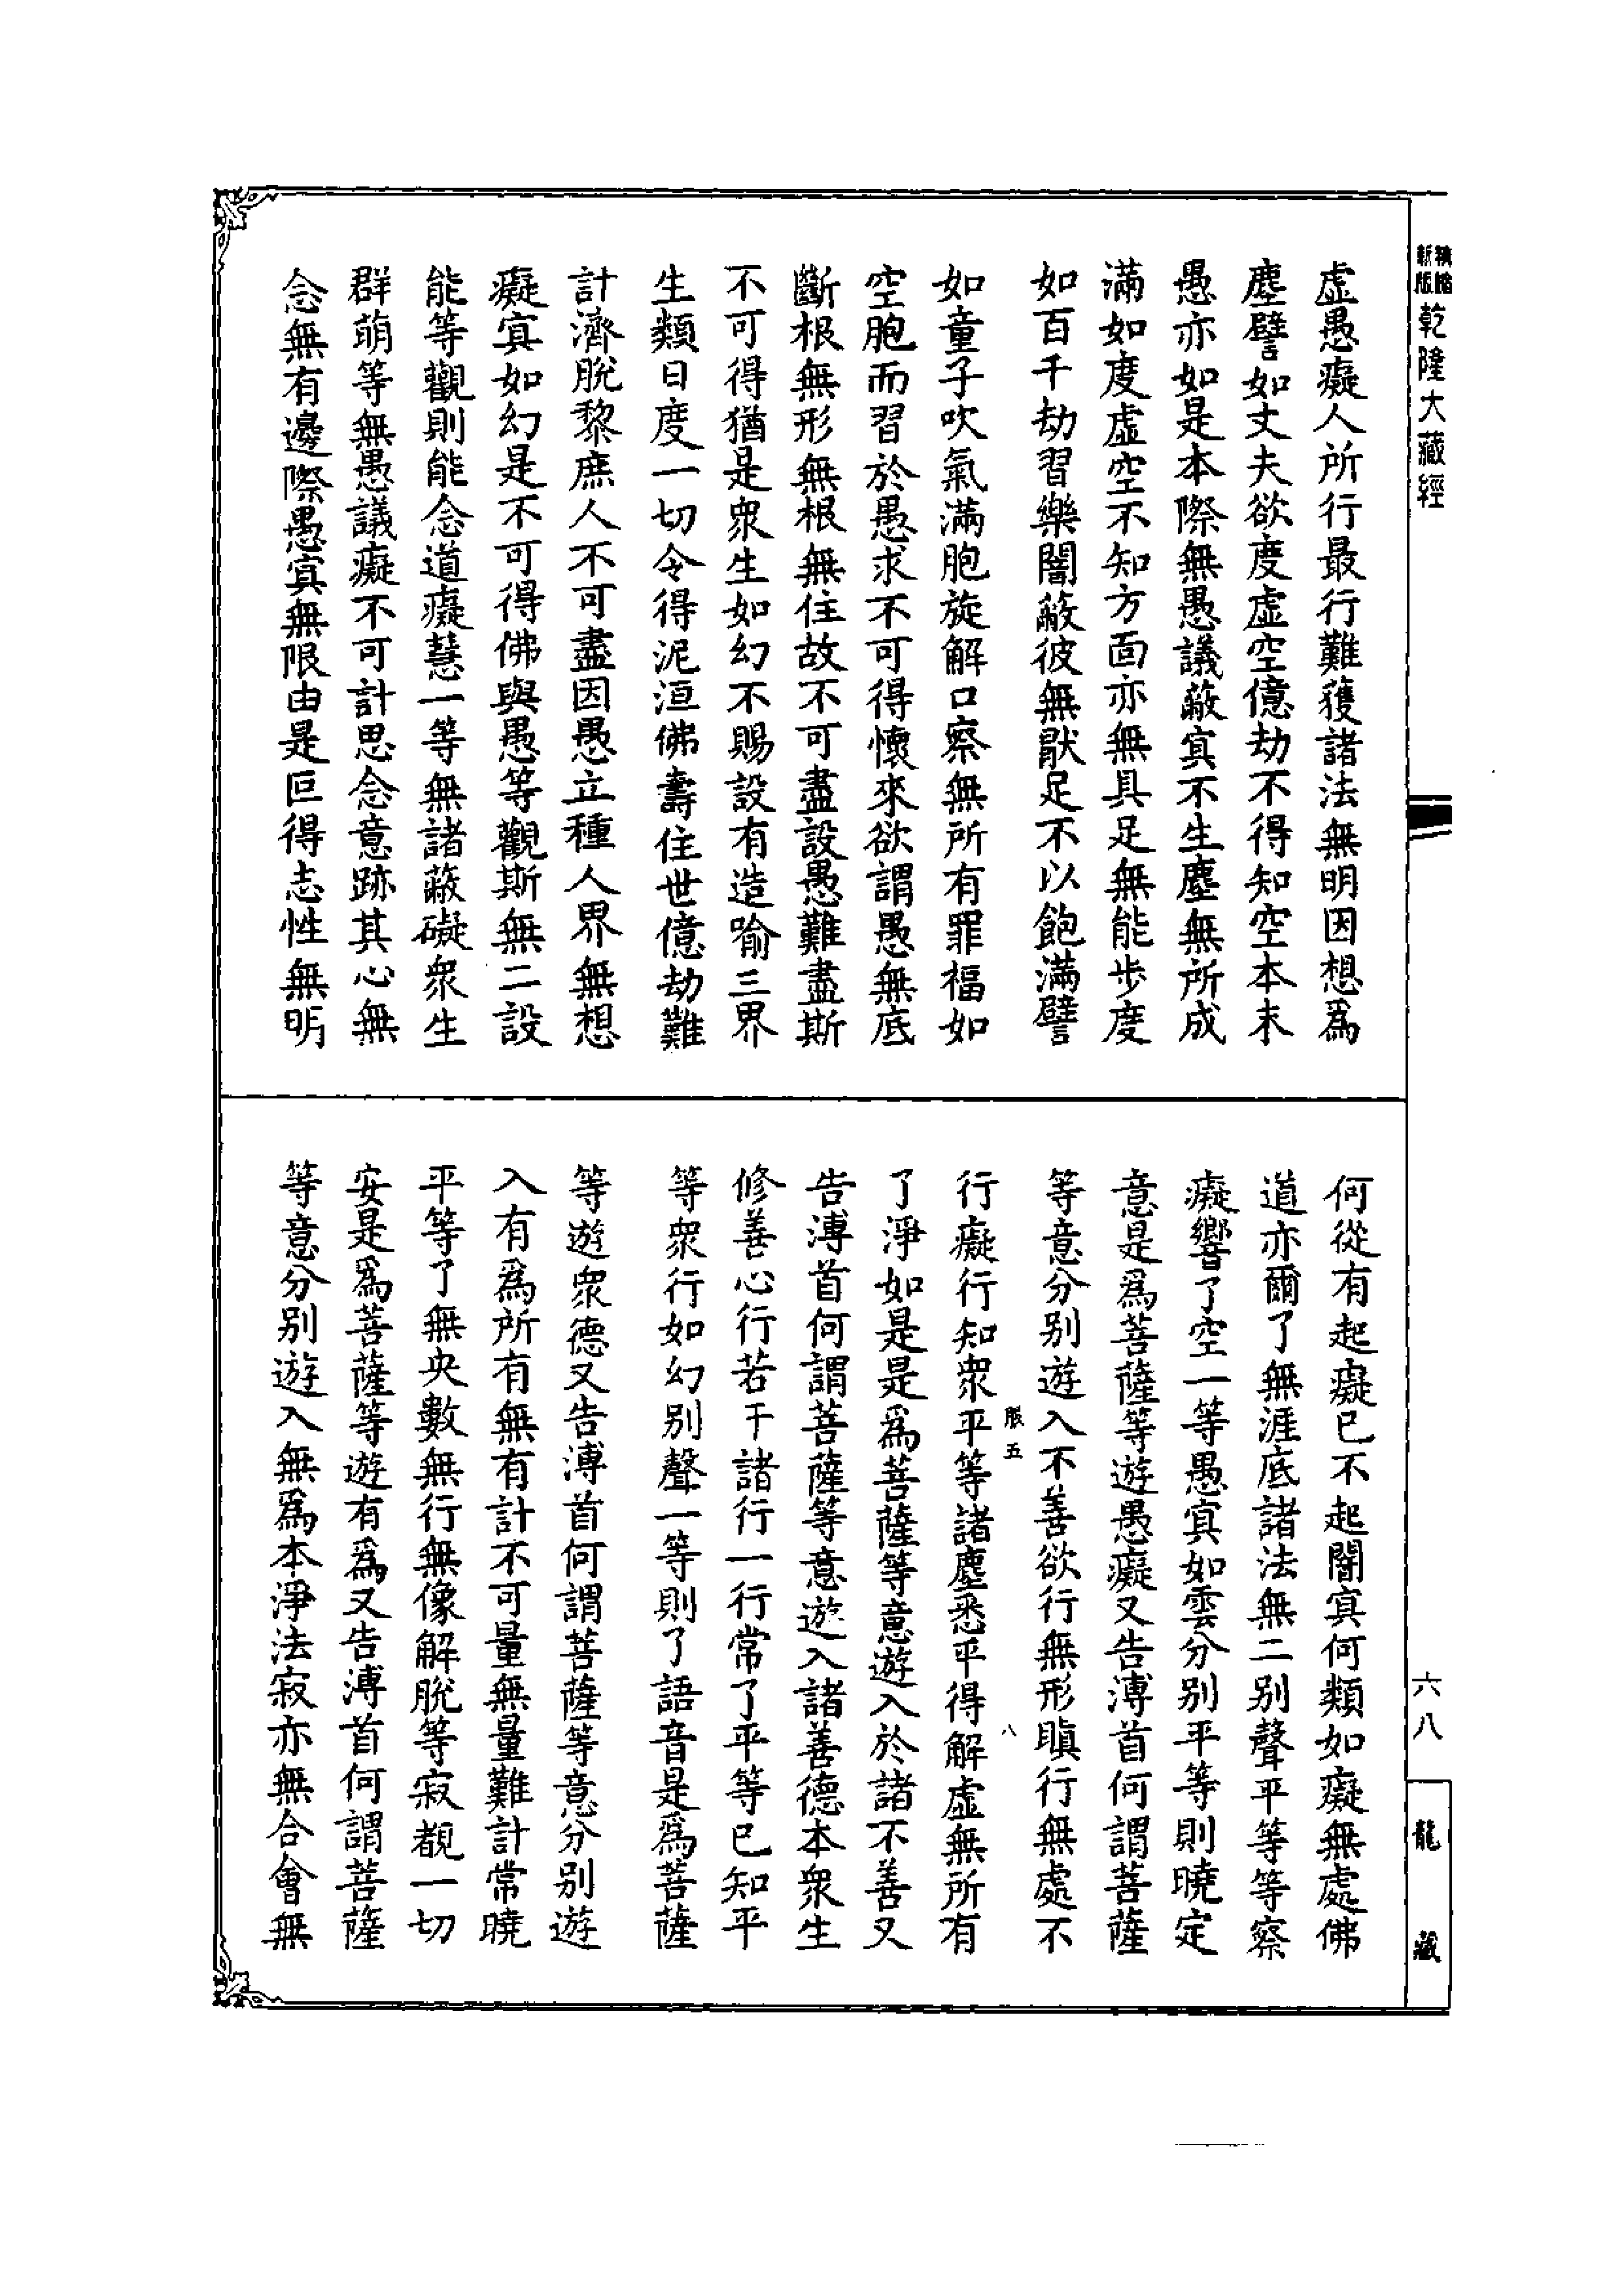 精縮
新版
乾隆大藏經
虛愚癡人所行最行難獲諸法無明因想爲
塵譬如丈夫欲度虛空億劫不得知空本末
愚亦如是本際無愚議蔽冥不生塵無所成
滿如度虛空不知方面亦無具足無能步度
如百千劫習樂闇蔽彼無猒足不以飽滿譬
如童子吹氣滿胞旋解口察無所有罪福如
空胞而習於愚求不可得懷來欲謂愚無底
斷根無形無根無住故不可盡設愚難盡斯
不可得猶是衆生如幻不賜設有造喻三界
生類日度一切令得泥洹佛壽住世億劫難
計濟脫黎庶人不可盡因愚立種人界無想
癡冥如幻是不可得佛與愚等觀斯無二設
能等觀則能念道癡慧一等無諸蔽礙衆生
群萌等無愚議癡不可計思念意跡其心無
念無有邊際愚冥無限由是叵得志性無明
何從有起癡已不起闇冥何類如癡無處佛
道亦爾了無涯底諸法無二別聲平等等察
癡響了空一等愚冥如雲分別平等則曉定
意是爲菩薩等遊愚癡又告溥首何謂菩薩
等意分別遊入不善欲行無形瞋行無處不
服五
八
行癡行知衆平等諸塵悉平得解虛無所有
了淨如是是爲菩薩等意遊入於諸不善又
告溥首何謂菩薩等意遊入諸善德本衆生
修善心行若干諸行一行常了平等已知平
等衆行如幻別聲一等則了語音是爲菩薩
等遊衆德又告溥首何謂菩薩等意分別遊
入有爲所有無有計不可量無量難計常曉
平等了無央數無行無像解脫等寂覩一切
安是爲菩薩等遊有爲又告溥首何謂菩薩
等意分別遊入無爲本淨法寂亦無合會無
六八
龍藏